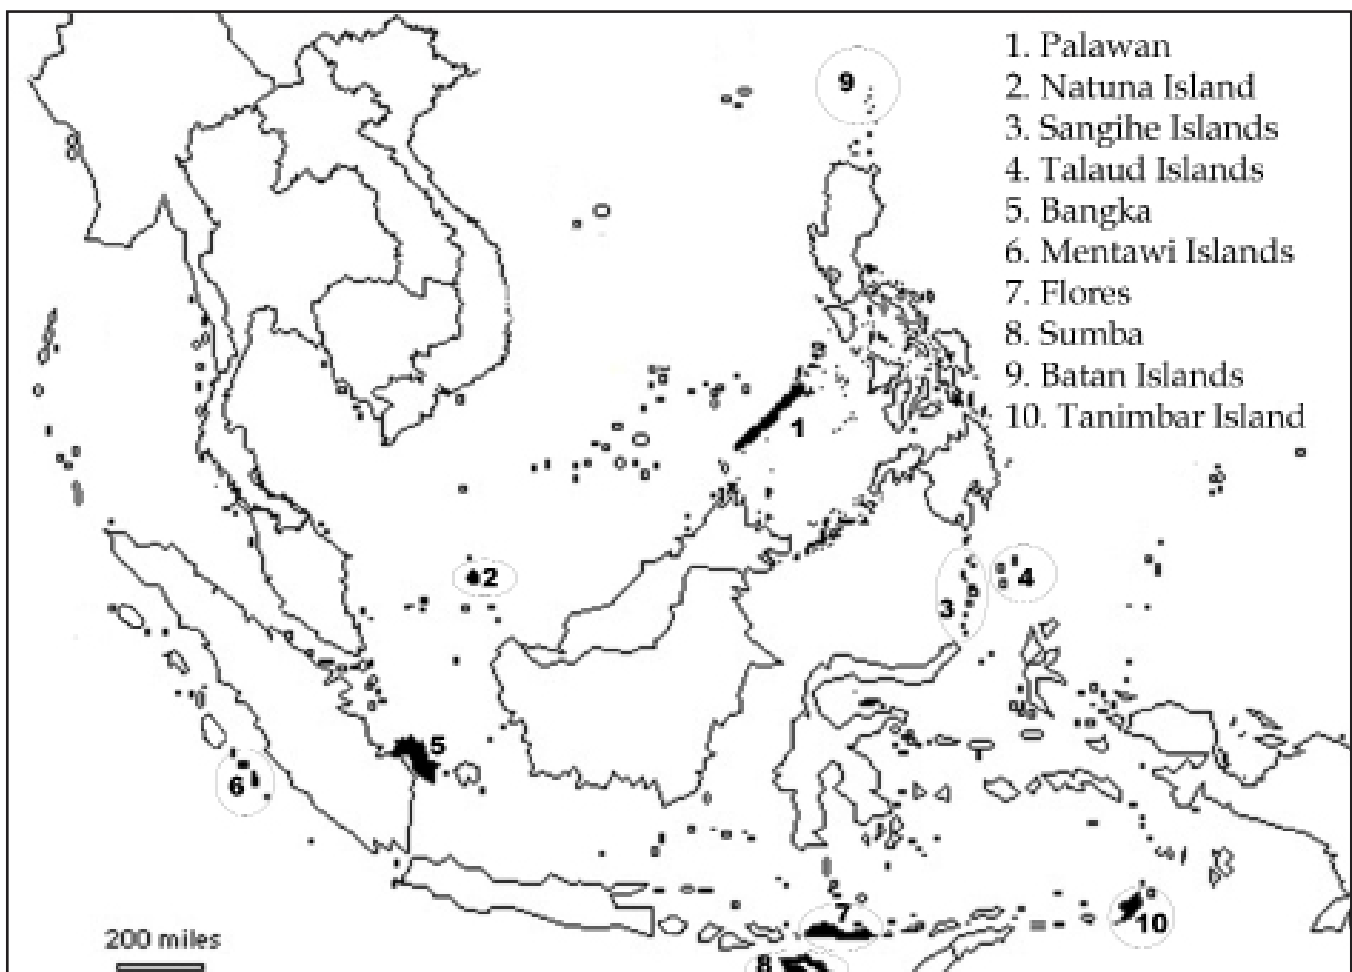 1. Palawan
2. Natuna Island
3. Sangihe Islands
4. Talaud Islands
5. Bangka
6. Mentawi Islands
7. Flores
8. Sumba
9. Batan Islands
10. Tanimbar Island
9
1
2
4
3
5
6
7
10
8
200 miles